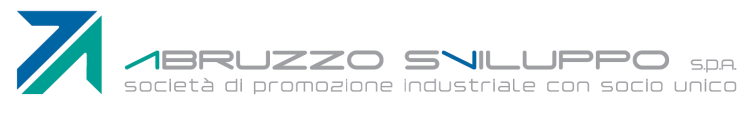 ABRUZZO SVILUPPO S.P.A.
società di promozione industriale con socio unico